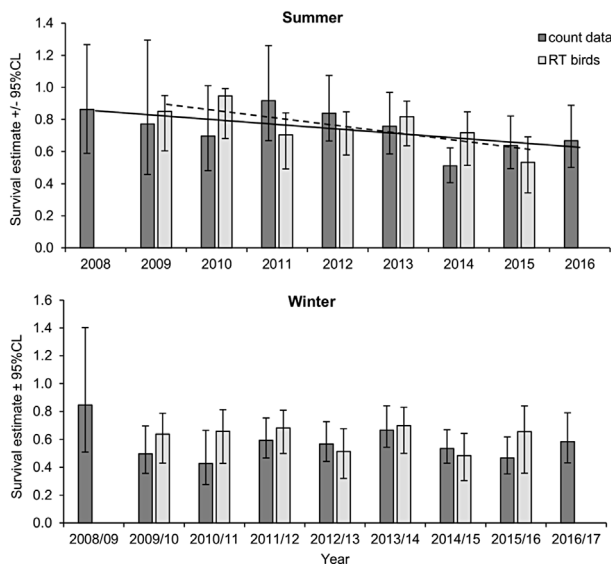 Summer
count data
RT birds
Survival estimate +/- 95%CL
1.4
1.2
1.0
0.8
0.6
0.4
0.2
0.0
2008 2009 2010 2011 2012 2013 2014 2015 2016
Winter
Survival estimate ± 95%CL
1.6
1.4
1.2
1.0
0.8
0.6
0.4
0.2
0.0
2008/09 2009/10 2010/11 2011/12 2012/13 2013/14 2014/15 2015/16 2016/17
Year